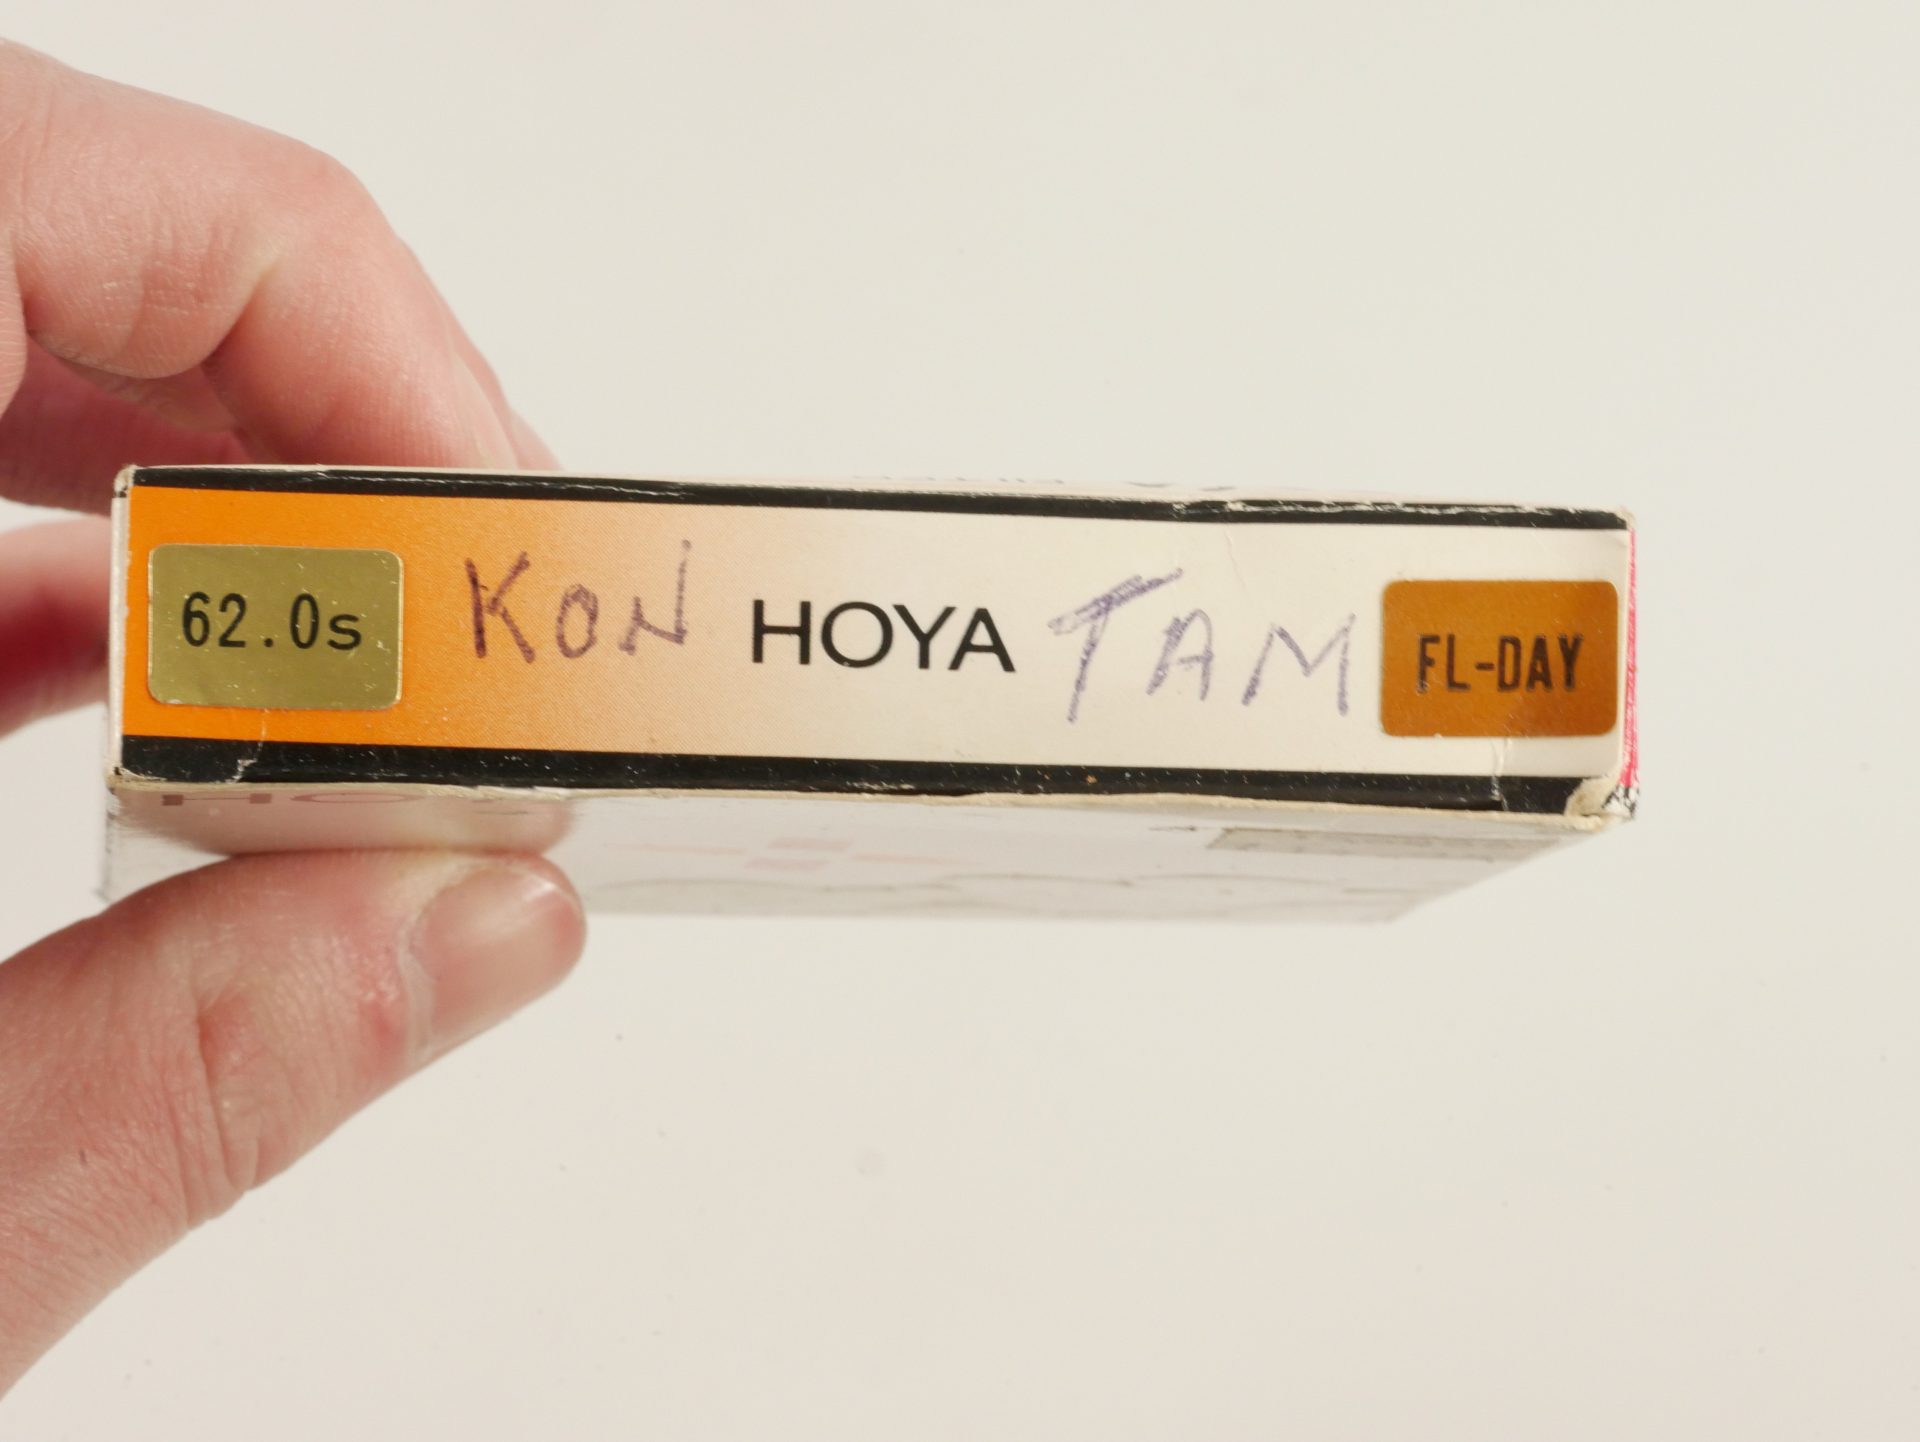 62.0s KON HOYA TAM FL-DAY